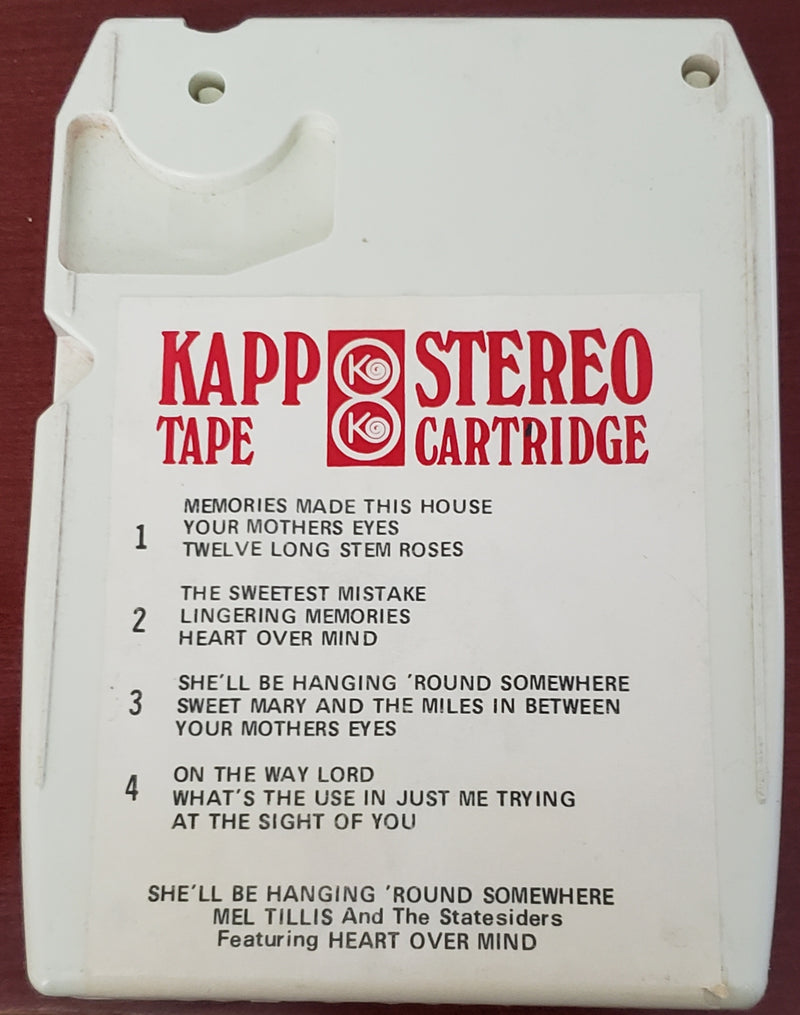 KAPP K STEREO
TAPE K CARTRIDGE
1
MEMORIES MADE THIS HOUSE
YOUR MOTHERS EYES
TWELVE LONG STEM ROSES
2
THE SWEETEST MISTAKE
LINGERING MEMORIES
HEART OVER MIND
3
SHE'LL BE HANGING 'ROUND SOMEWHERE
SWEET MARY AND THE MILES IN BETWEEN
YOUR MOTHERS EYES
4
ON THE WAY LORD
WHAT'S THE USE IN JUST ME TRYING
AT THE SIGHT OF YOU
SHE'LL BE HANGING 'ROUND SOMEWHERE
MEL TILLIS And The Statesiders
Featuring HEART OVER MIND